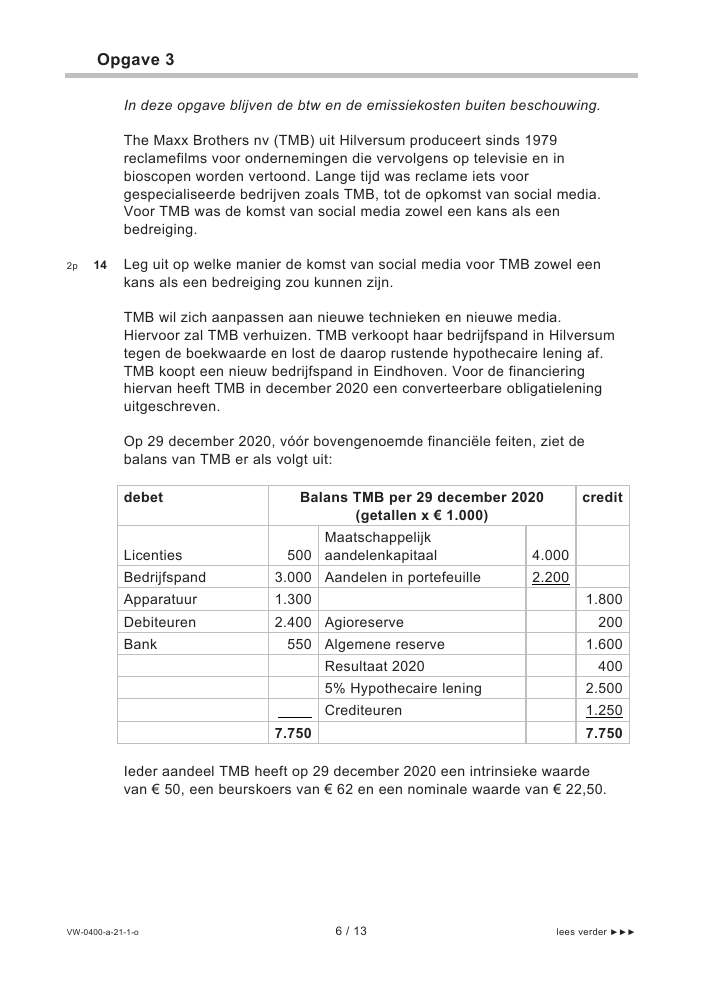 Opgave 3
In deze opgave blijven de btw en de emissiekosten buiten beschouwing.
The Maxx Brothers nv (TMB) uit Hilversum produceert sinds 1979
reclamefilms voor ondernemingen die vervolgens op televisie en in
bioscopen worden vertoond. Lange tijd was reclame iets voor
gespecialiseerde bedrijven zoals TMB, tot de opkomst van social media.
Voor TMB was de komst van social media zowel een kans als een
bedreiging.
2p 14 Leg uit op welke manier de komst van social media voor TMB zowel een
kans als een bedreiging zou kunnen zijn.
TMB wil zich aanpassen aan nieuwe technieken en nieuwe media.
Hiervoor zal TMB verhuizen. TMB verkoopt haar bedrijfspand in Hilversum
tegen de boekwaarde en lost de daarop rustende hypothecaire lening af.
TMB koopt een nieuw bedrijfspand in Eindhoven. Voor de financiering
hiervan heeft TMB in december 2020 een converteerbare obligatielening
uitgeschreven.
Op 29 december 2020, vóór bovengenoemde financiële feiten, ziet de
balans van TMB er als volgt uit:
debet Balans TMB per 29 december 2020 credit
(getallen x € 1.000)
Maatschappelijk
Licenties 500 aandelenkapitaal 4.000
Bedrijfspand 3.000 Aandelen in portefeuille 2.200
Apparatuur 1.300 1.800
Debiteuren 2.400 Agioreserve 200
Bank 550 Algemene reserve 1.600
Resultaat 2020 400
5% Hypothecaire lening 2.500
Crediteuren 1.250
7.750 7.750
Ieder aandeel TMB heeft op 29 december 2020 een intrinsieke waarde
van € 50, een beurskoers van € 62 en een nominale waarde van € 22,50.
VW-0400-a-21-1-o 6 / 13 lees verder ►►►